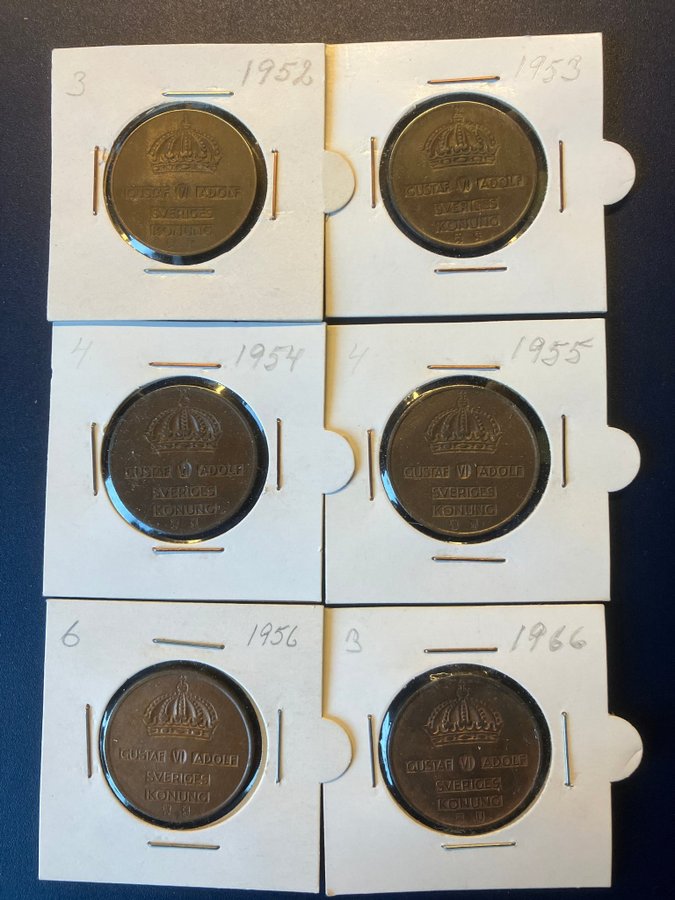 3 1952
GUSTAF VI ADOLF
SVERIGES
KONUNG
1953
GUSTAF VI ADOLF
SVERIGES
KONUNG
4 1954
GUSTAF VI ADOLF
SVERIGES
KONUNG
4 1955
GUSTAF VI ADOLF
SVERIGES
KONUNG
6 1956
GUSTAF VI ADOLF
SVERIGES
KONUNG
3 1966
GUSTAF VI ADOLF
SVERIGES
KONUNG